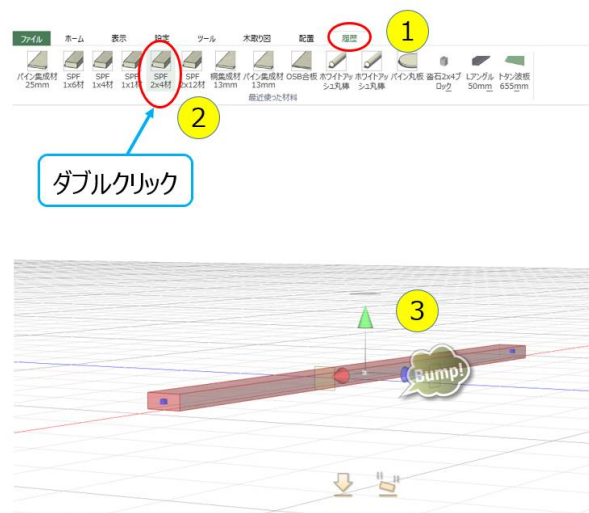 ファイル ホーム 表示 設定 ツール 木取り図 配置 履歴
1
パイン集成材 SPF SPF SPF SPF SPF 桐集成材 パイン集成材 OSB合板 ホワイトアッ ホワイトアッ パイン丸板 畓石2x4ブ Lアングル トタン波板
25mm 1x6材 1x4材 1x1材 2x4材 2x12材 13mm 13mm シュ丸棒 シュ丸棒 ロック 50mm 655mm
最近使った材料
2
ダブルクリック
3
Bump!